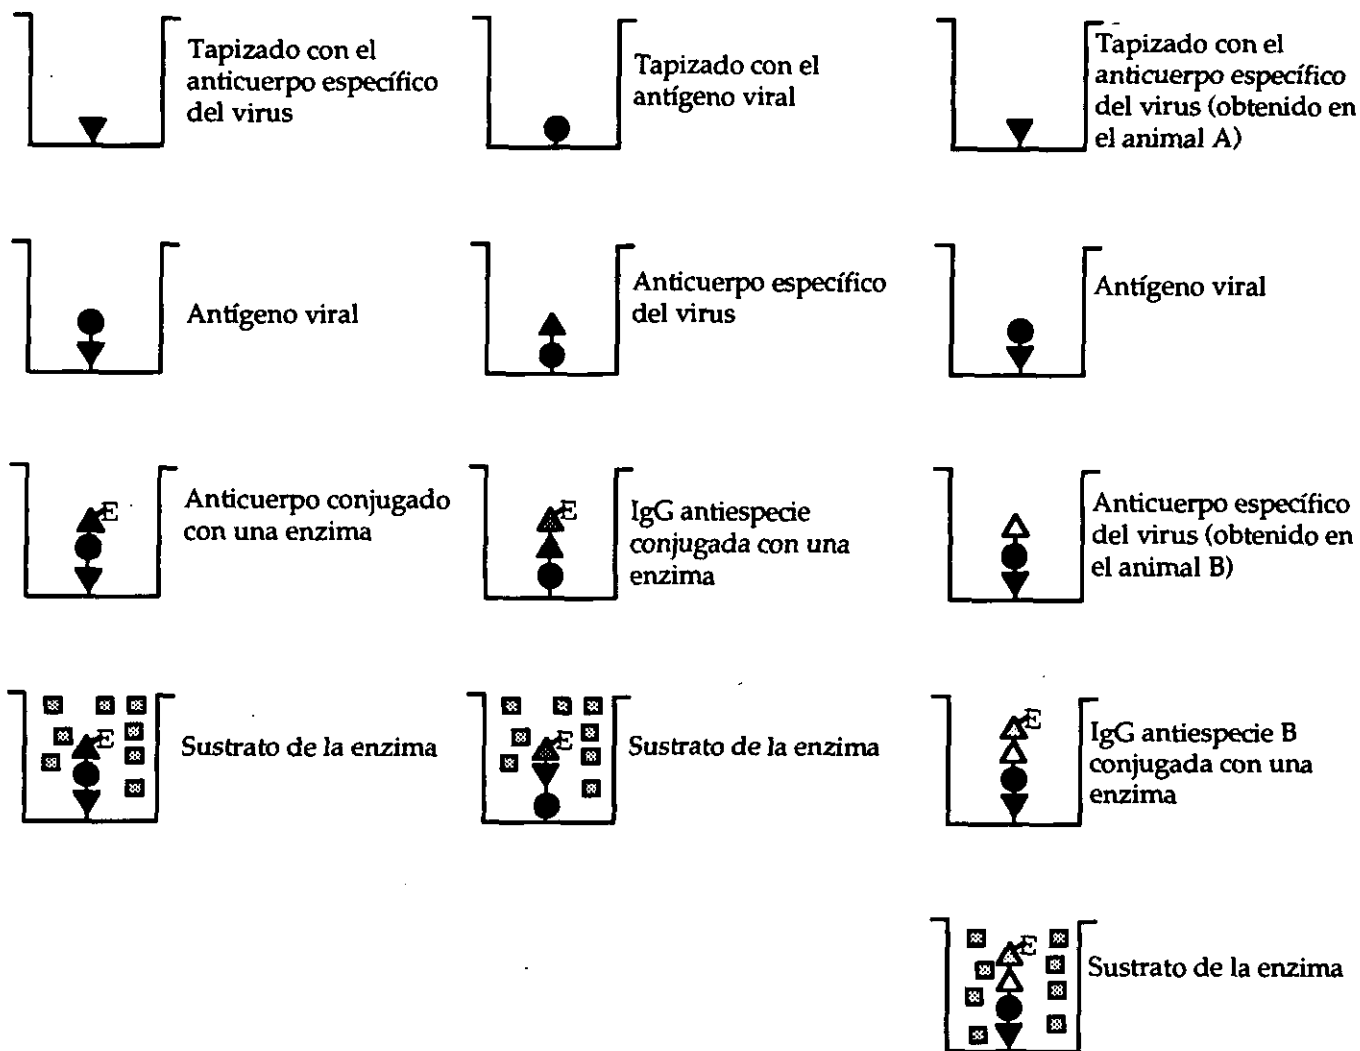 Tapizado con el
anticuerpo específico
del virus
Tapizado con el
antígeno viral
Tapizado con el
anticuerpo específico
del virus (obtenido en
el animal A)
Antígeno viral
Anticuerpo específico
del virus
Antígeno viral
E
Anticuerpo conjugado
con una enzima
E
IgG antiespecie
conjugada con una
enzima
Anticuerpo específico
del virus (obtenido en
el animal B)
E
Sustrato de la enzima
E
Sustrato de la enzima
E
IgG antiespecie B
conjugada con una
enzima
E
Sustrato de la enzima